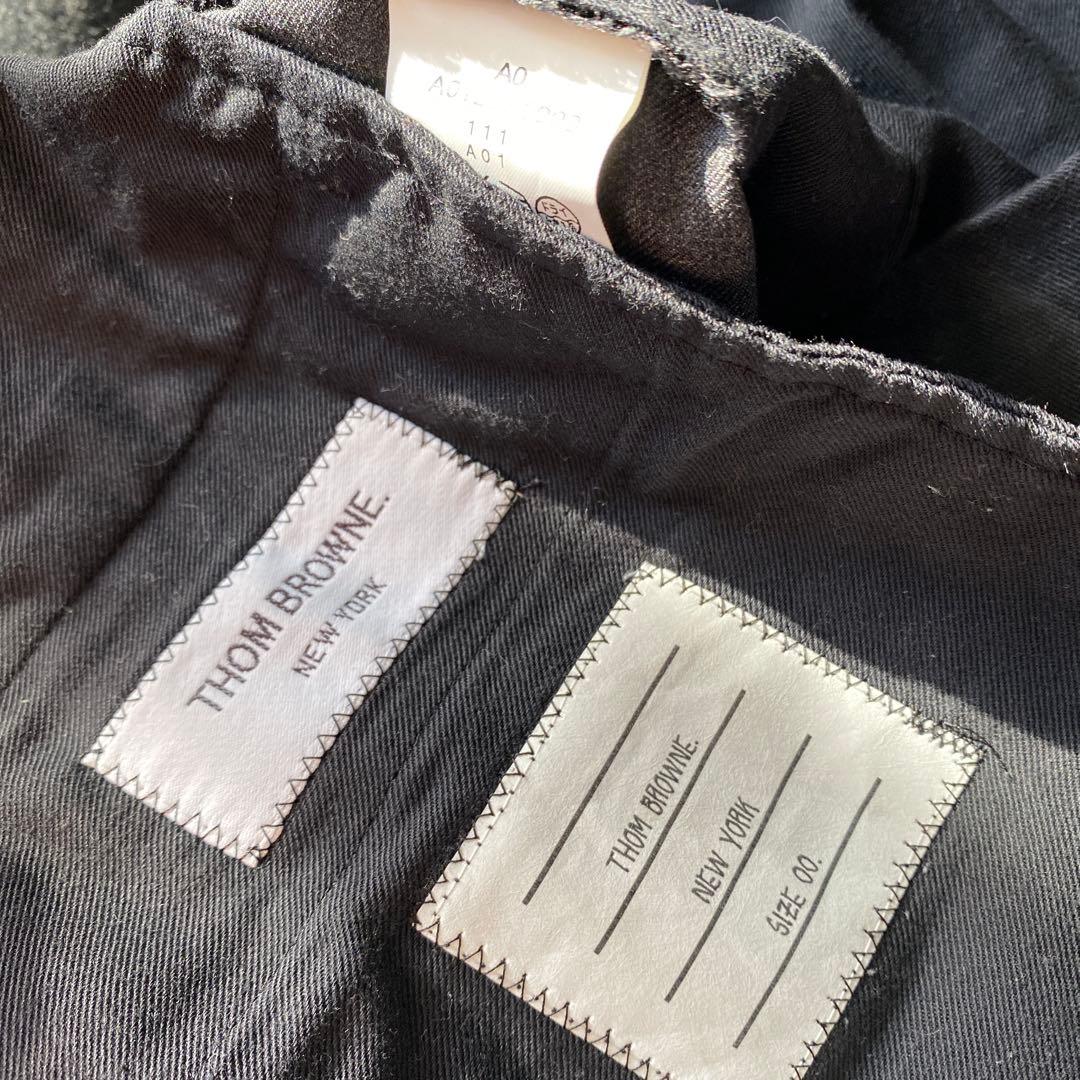 A0
111
A01
THOM BROWNE.
NEW YORK
THOM BROWNE.
NEW YORK
SIZE 00.